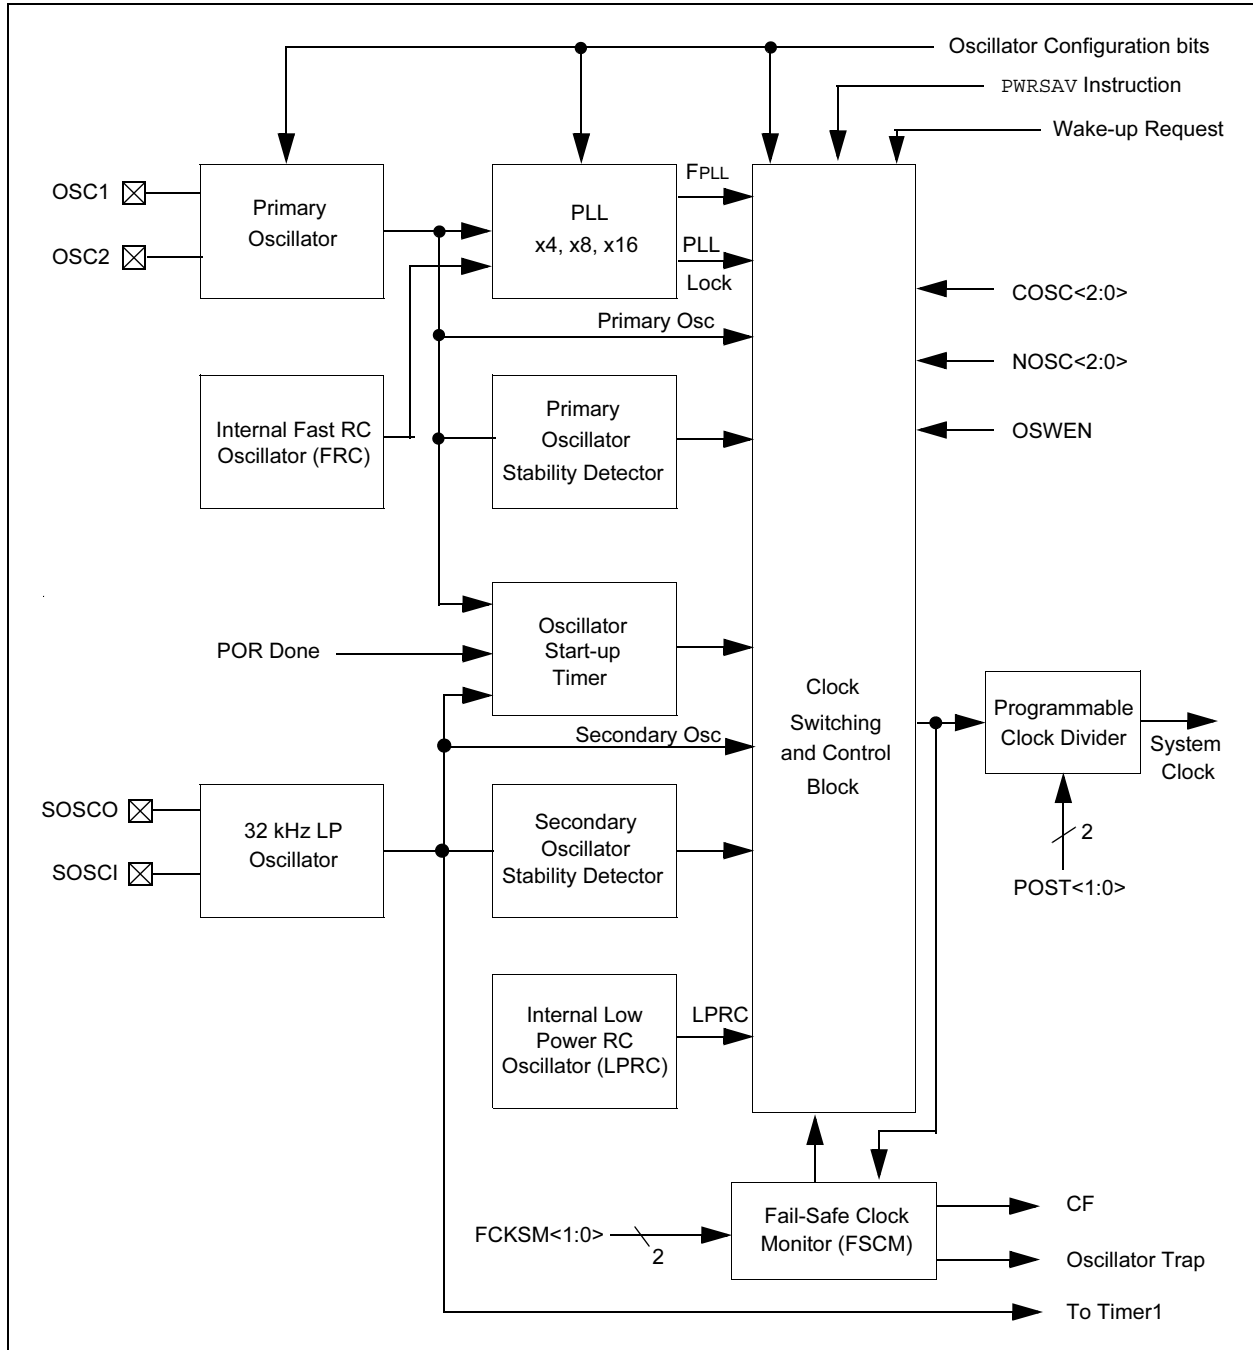 Oscillator Configuration bits
PWRSAV Instruction
Wake-up Request
OSC1
OSC2
Primary
Oscillator
PLL
x4, x8, x16
FPLL
PLL
Lock
Primary Osc
COSC<2:0>
NOSC<2:0>
OSWEN
Internal Fast RC
Oscillator (FRC)
Primary
Oscillator
Stability Detector
POR Done
Oscillator
Start-up
Timer
Secondary Osc
Clock
Switching
and Control
Block
Programmable
Clock Divider
System
Clock
2
POST<1:0>
SOSCO
SOSCI
32 kHz LP
Oscillator
Secondary
Oscillator
Stability Detector
Internal Low
Power RC
Oscillator (LPRC)
LPRC
FCKSM<1:0>
2
Fail-Safe Clock
Monitor (FSCM)
CF
Oscillator Trap
To Timer1